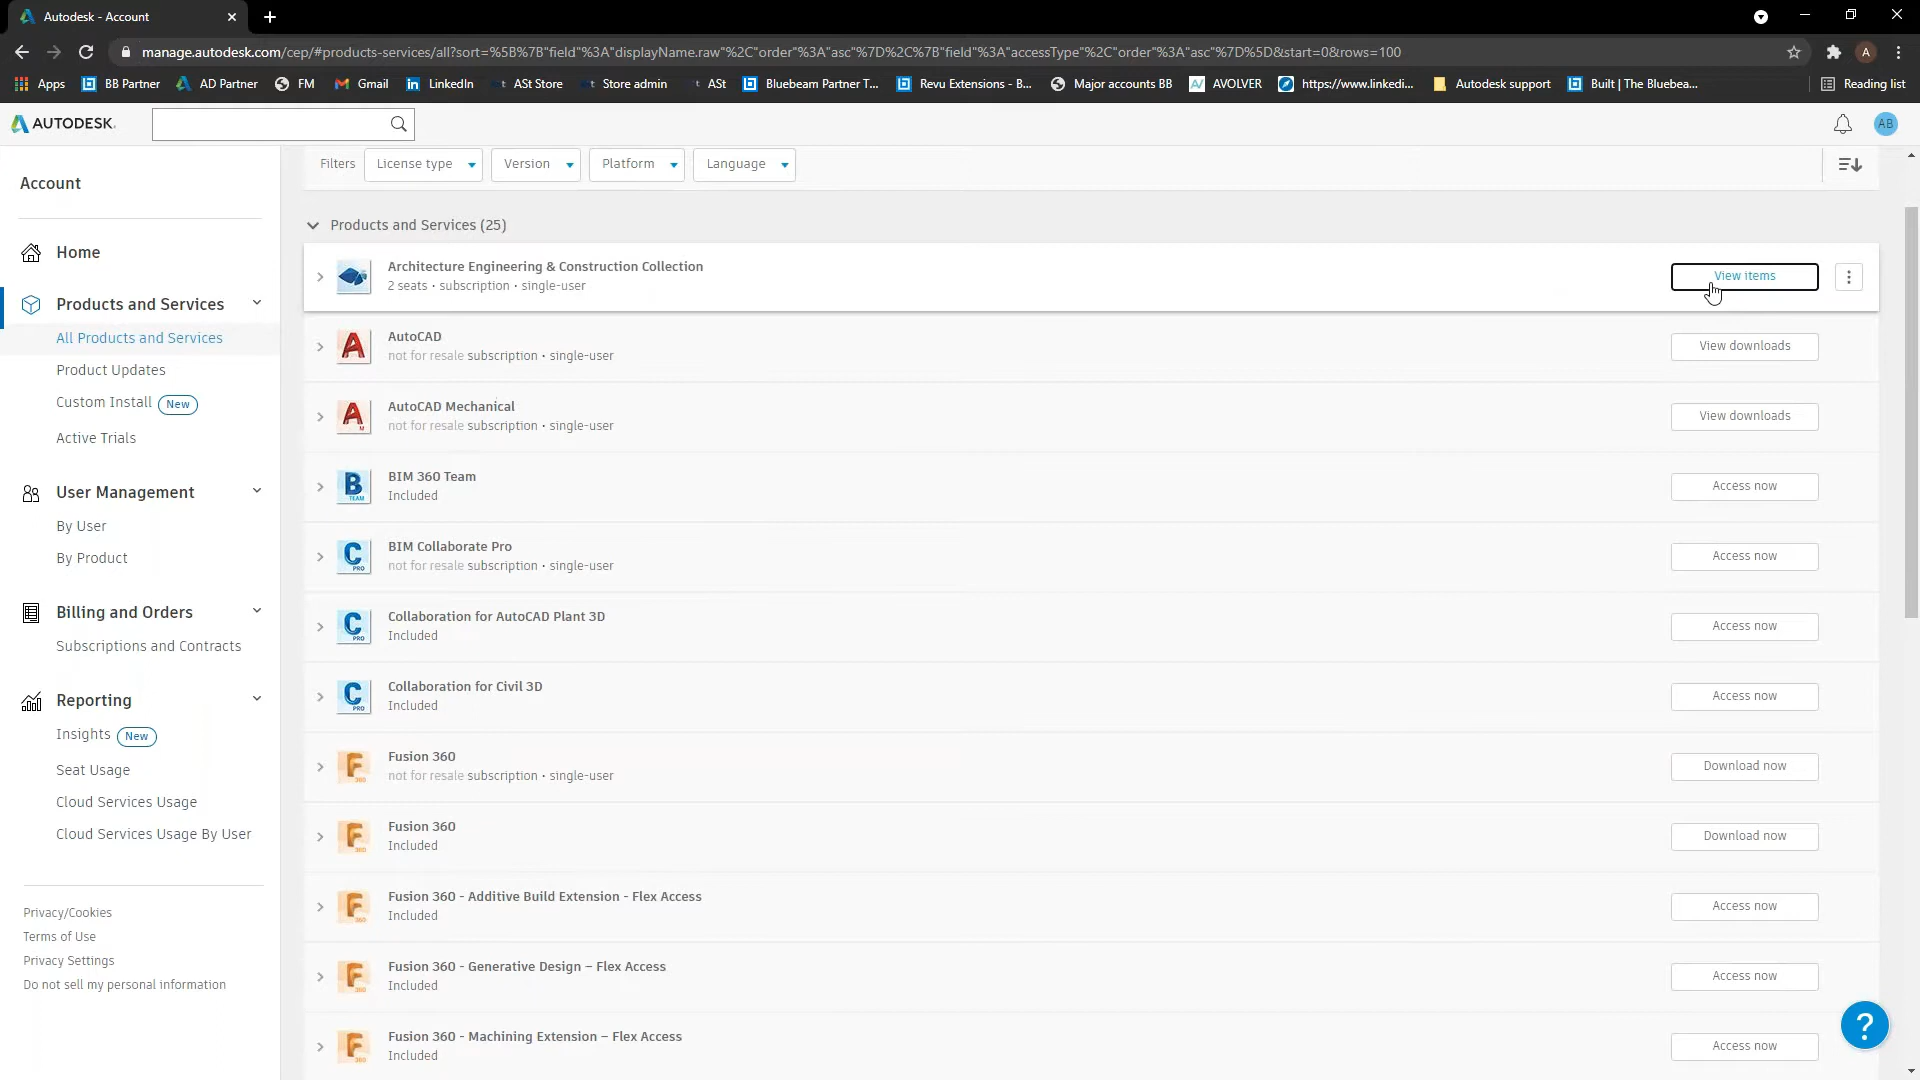 Autodesk - Account
manage.autodesk.com/cep/#products-services/all?sort=%5B%7B"field"%3A"displayName.raw"%2C"order"%3A"asc"%7D%2C%7B"field"%3A"accessType"%2C"order"%3A"asc"%7D%5D&start=0&rows=100
A
Apps BB Partner AD Partner FM Gmail LinkedIn ASt Store Store admin ASt Bluebeam Partner T... Revu Extensions - B... Major accounts BB AVOLVER https://www.linkedi... Autodesk support Built | The Bluebea... Reading list
AUTODESK.
AB
Filters License type Version Platform Language
Account
Home
Products and Services
All Products and Services
Product Updates
Custom Install New
Active Trials
User Management
By User
By Product
Billing and Orders
Subscriptions and Contracts
Reporting
Insights New
Seat Usage
Cloud Services Usage
Cloud Services Usage By User
Privacy/Cookies
Terms of Use
Privacy Settings
Do not sell my personal information
Products and Services (25)
Architecture Engineering & Construction Collection
2 seats • subscription • single-user
View items
A
AutoCAD
not for resale subscription • single-user
View downloads
A
M
AutoCAD Mechanical
not for resale subscription • single-user
View downloads
B
TEAM
BIM 360 Team
Included
Access now
C
PRO
BIM Collaborate Pro
not for resale subscription • single-user
Access now
C
PRO
Collaboration for AutoCAD Plant 3D
Included
Access now
C
PRO
Collaboration for Civil 3D
Included
Access now
F
360
Fusion 360
not for resale subscription • single-user
Download now
F
360
Fusion 360
Included
Download now
F
360
Fusion 360 - Additive Build Extension - Flex Access
Included
Access now
F
360
Fusion 360 - Generative Design – Flex Access
Included
Access now
F
360
Fusion 360 - Machining Extension – Flex Access
Included
Access now
?